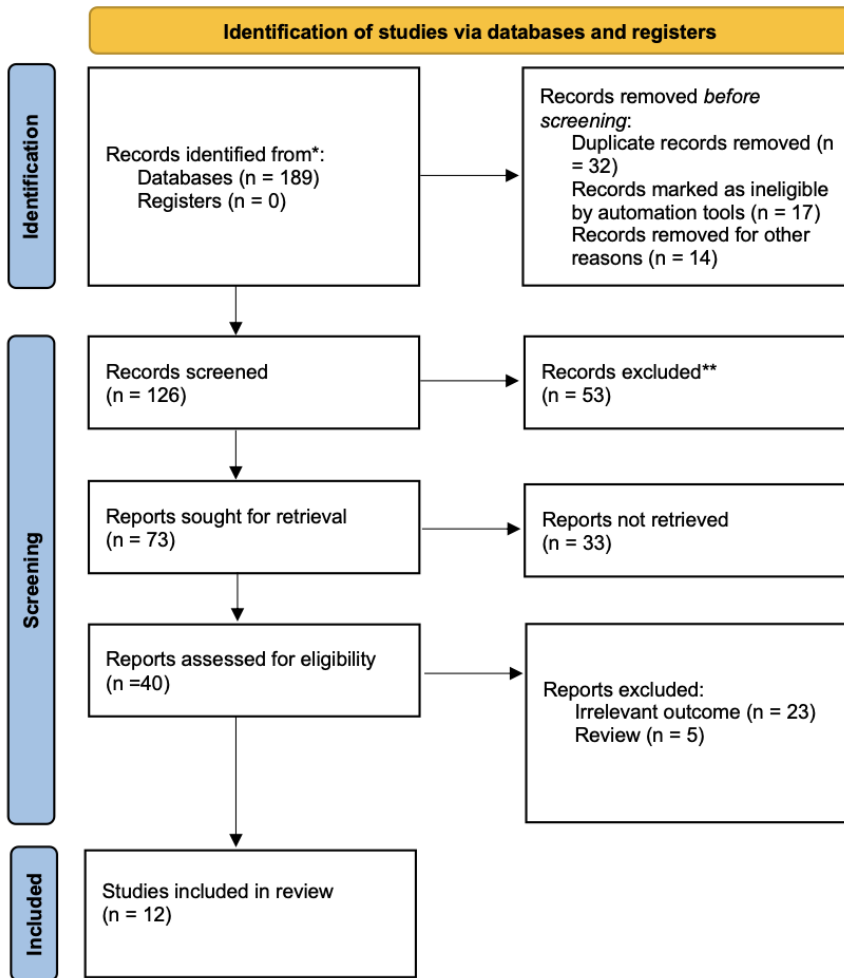 Identification of studies via databases and registers
Identification
Records identified from*:
Databases (n = 189)
Registers (n = 0)
Records removed before
screening:
Duplicate records removed (n
= 32)
Records marked as ineligible
by automation tools (n = 17)
Records removed for other
reasons (n = 14)
Screening
Records screened
(n = 126)
Records excluded**
(n = 53)
Reports sought for retrieval
(n = 73)
Reports not retrieved
(n = 33)
Reports assessed for eligibility
(n =40)
Reports excluded:
Irrelevant outcome (n = 23)
Review (n = 5)
Included
Studies included in review
(n = 12)